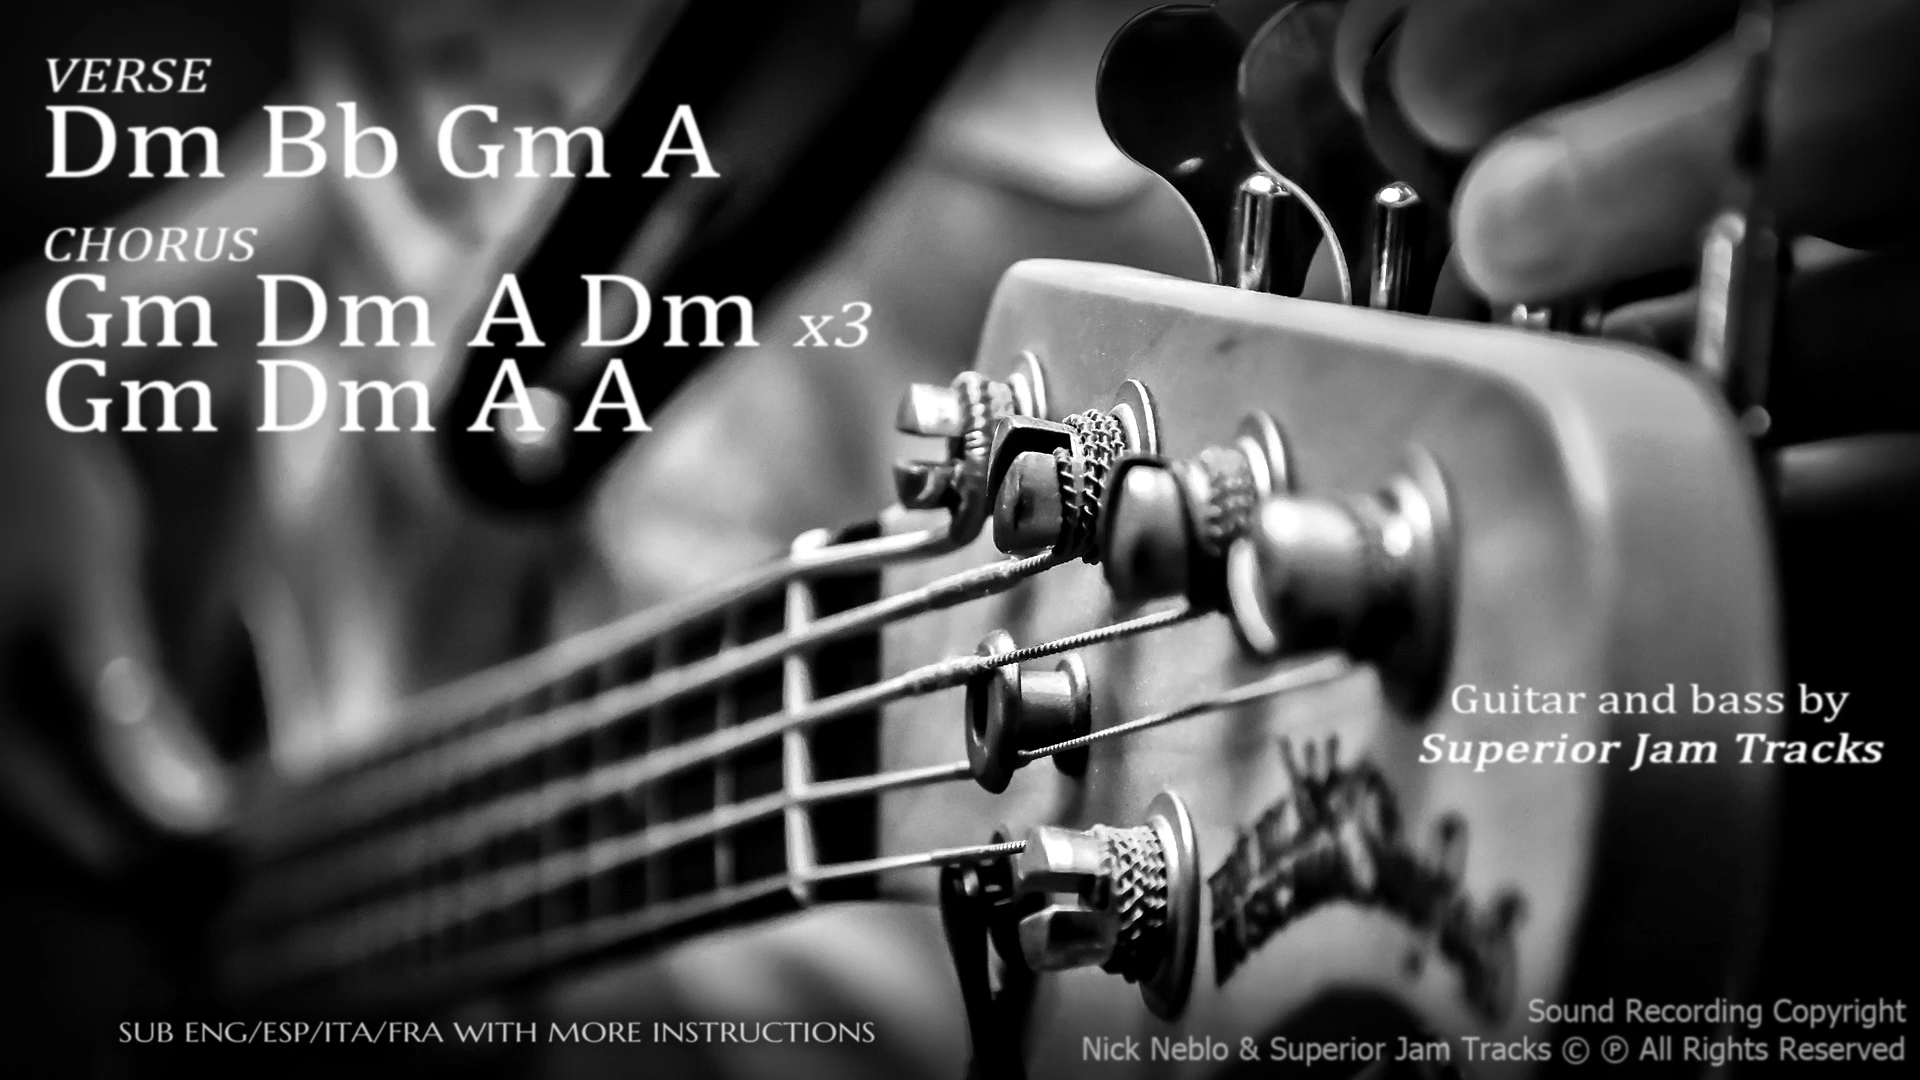 VERSE
Dm Bb Gm A
CHORUS
Gm Dm A Dm x3
Gm Dm A A
Guitar and bass by
Superior Jam Tracks
SUB ENG/ESP/ITA/FRA WITH MORE INSTRUCTIONS
Sound Recording Copyright
Nick Neblo & Superior Jam Tracks © ℗ All Rights Reserved